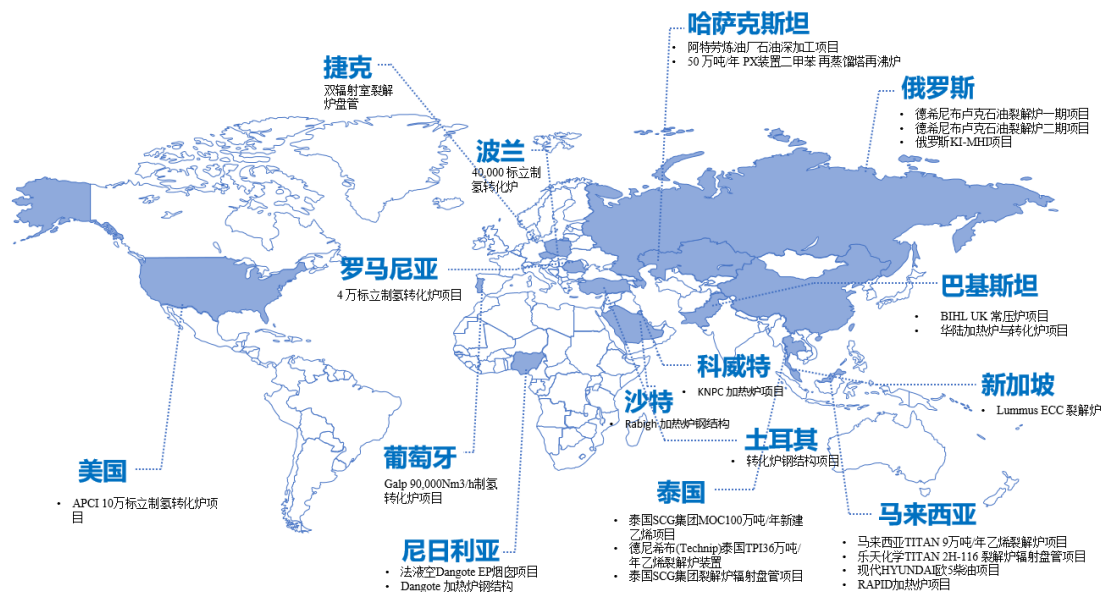 哈萨克斯坦
• 阿特劳炼油厂石油深加工项目
• 50 万吨/年 PX装置二甲苯 再蒸馏塔再沸炉
捷克
双辐射室裂解
炉盘管
俄罗斯
• 德希尼布卢克石油裂解炉一期项目
• 德希尼布卢克石油裂解炉二期项目
• 俄罗斯KI-MHI项目
波兰
40,000 标立制
氢转化炉
罗马尼亚
4 万标立制氢转化炉项目
巴基斯坦
• BIHL UK 常压炉项目
• 华陆加热炉与转化炉项目
科威特
• KNPC 加热炉项目
新加坡
• Lummus ECC 裂解炉
沙特
• Rabigh 加热炉钢结构
土耳其
• 转化炉钢结构项目
葡萄牙
Galp 90,000Nm3/h制氢
转化炉项目
美国
• APCI 10万标立制氢转化炉项
目
泰国
• 泰国SCG集团MOC100万吨/年新建
乙烯项目
• 德尼希布(Technip)泰国TPI36万吨/
年乙烯裂解炉装置
• 泰国SCG集团裂解炉辐射盘管项目
马来西亚
• 马来西亚TITAN 9万吨/年乙烯裂解炉项目
• 乐天化学TITAN 2H-116 裂解炉辐射盘管项目
• 现代HYUNDAI欧5柴油项目
• RAPID加热炉项目
尼日利亚
• 法液空Dangote EP烟囱项目
• Dangote 加热炉钢结构